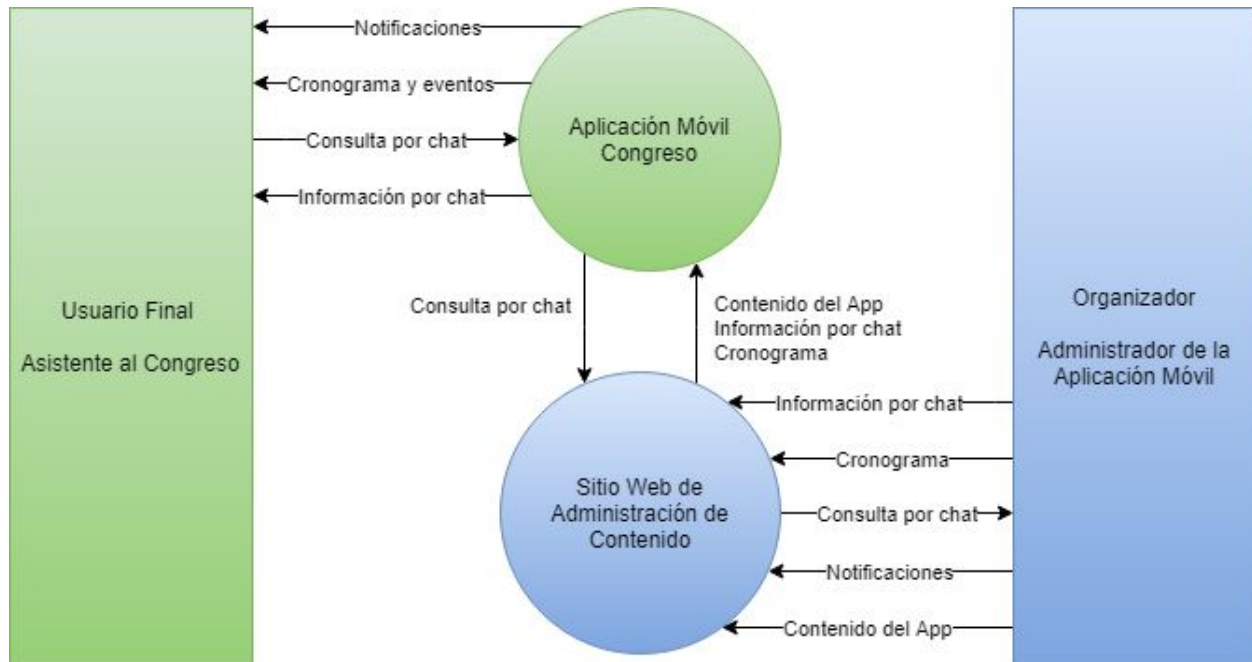 Notificaciones
Cronograma y eventos
Consulta por chat
Información por chat
Aplicación Móvil
Congreso
Usuario Final
Asistente al Congreso
Consulta por chat
Contenido del App
Información por chat
Cronograma
Organizador
Administrador de la
Aplicación Móvil
Sitio Web de
Administración de
Contenido
Información por chat
Cronograma
Consulta por chat
Notificaciones
Contenido del App